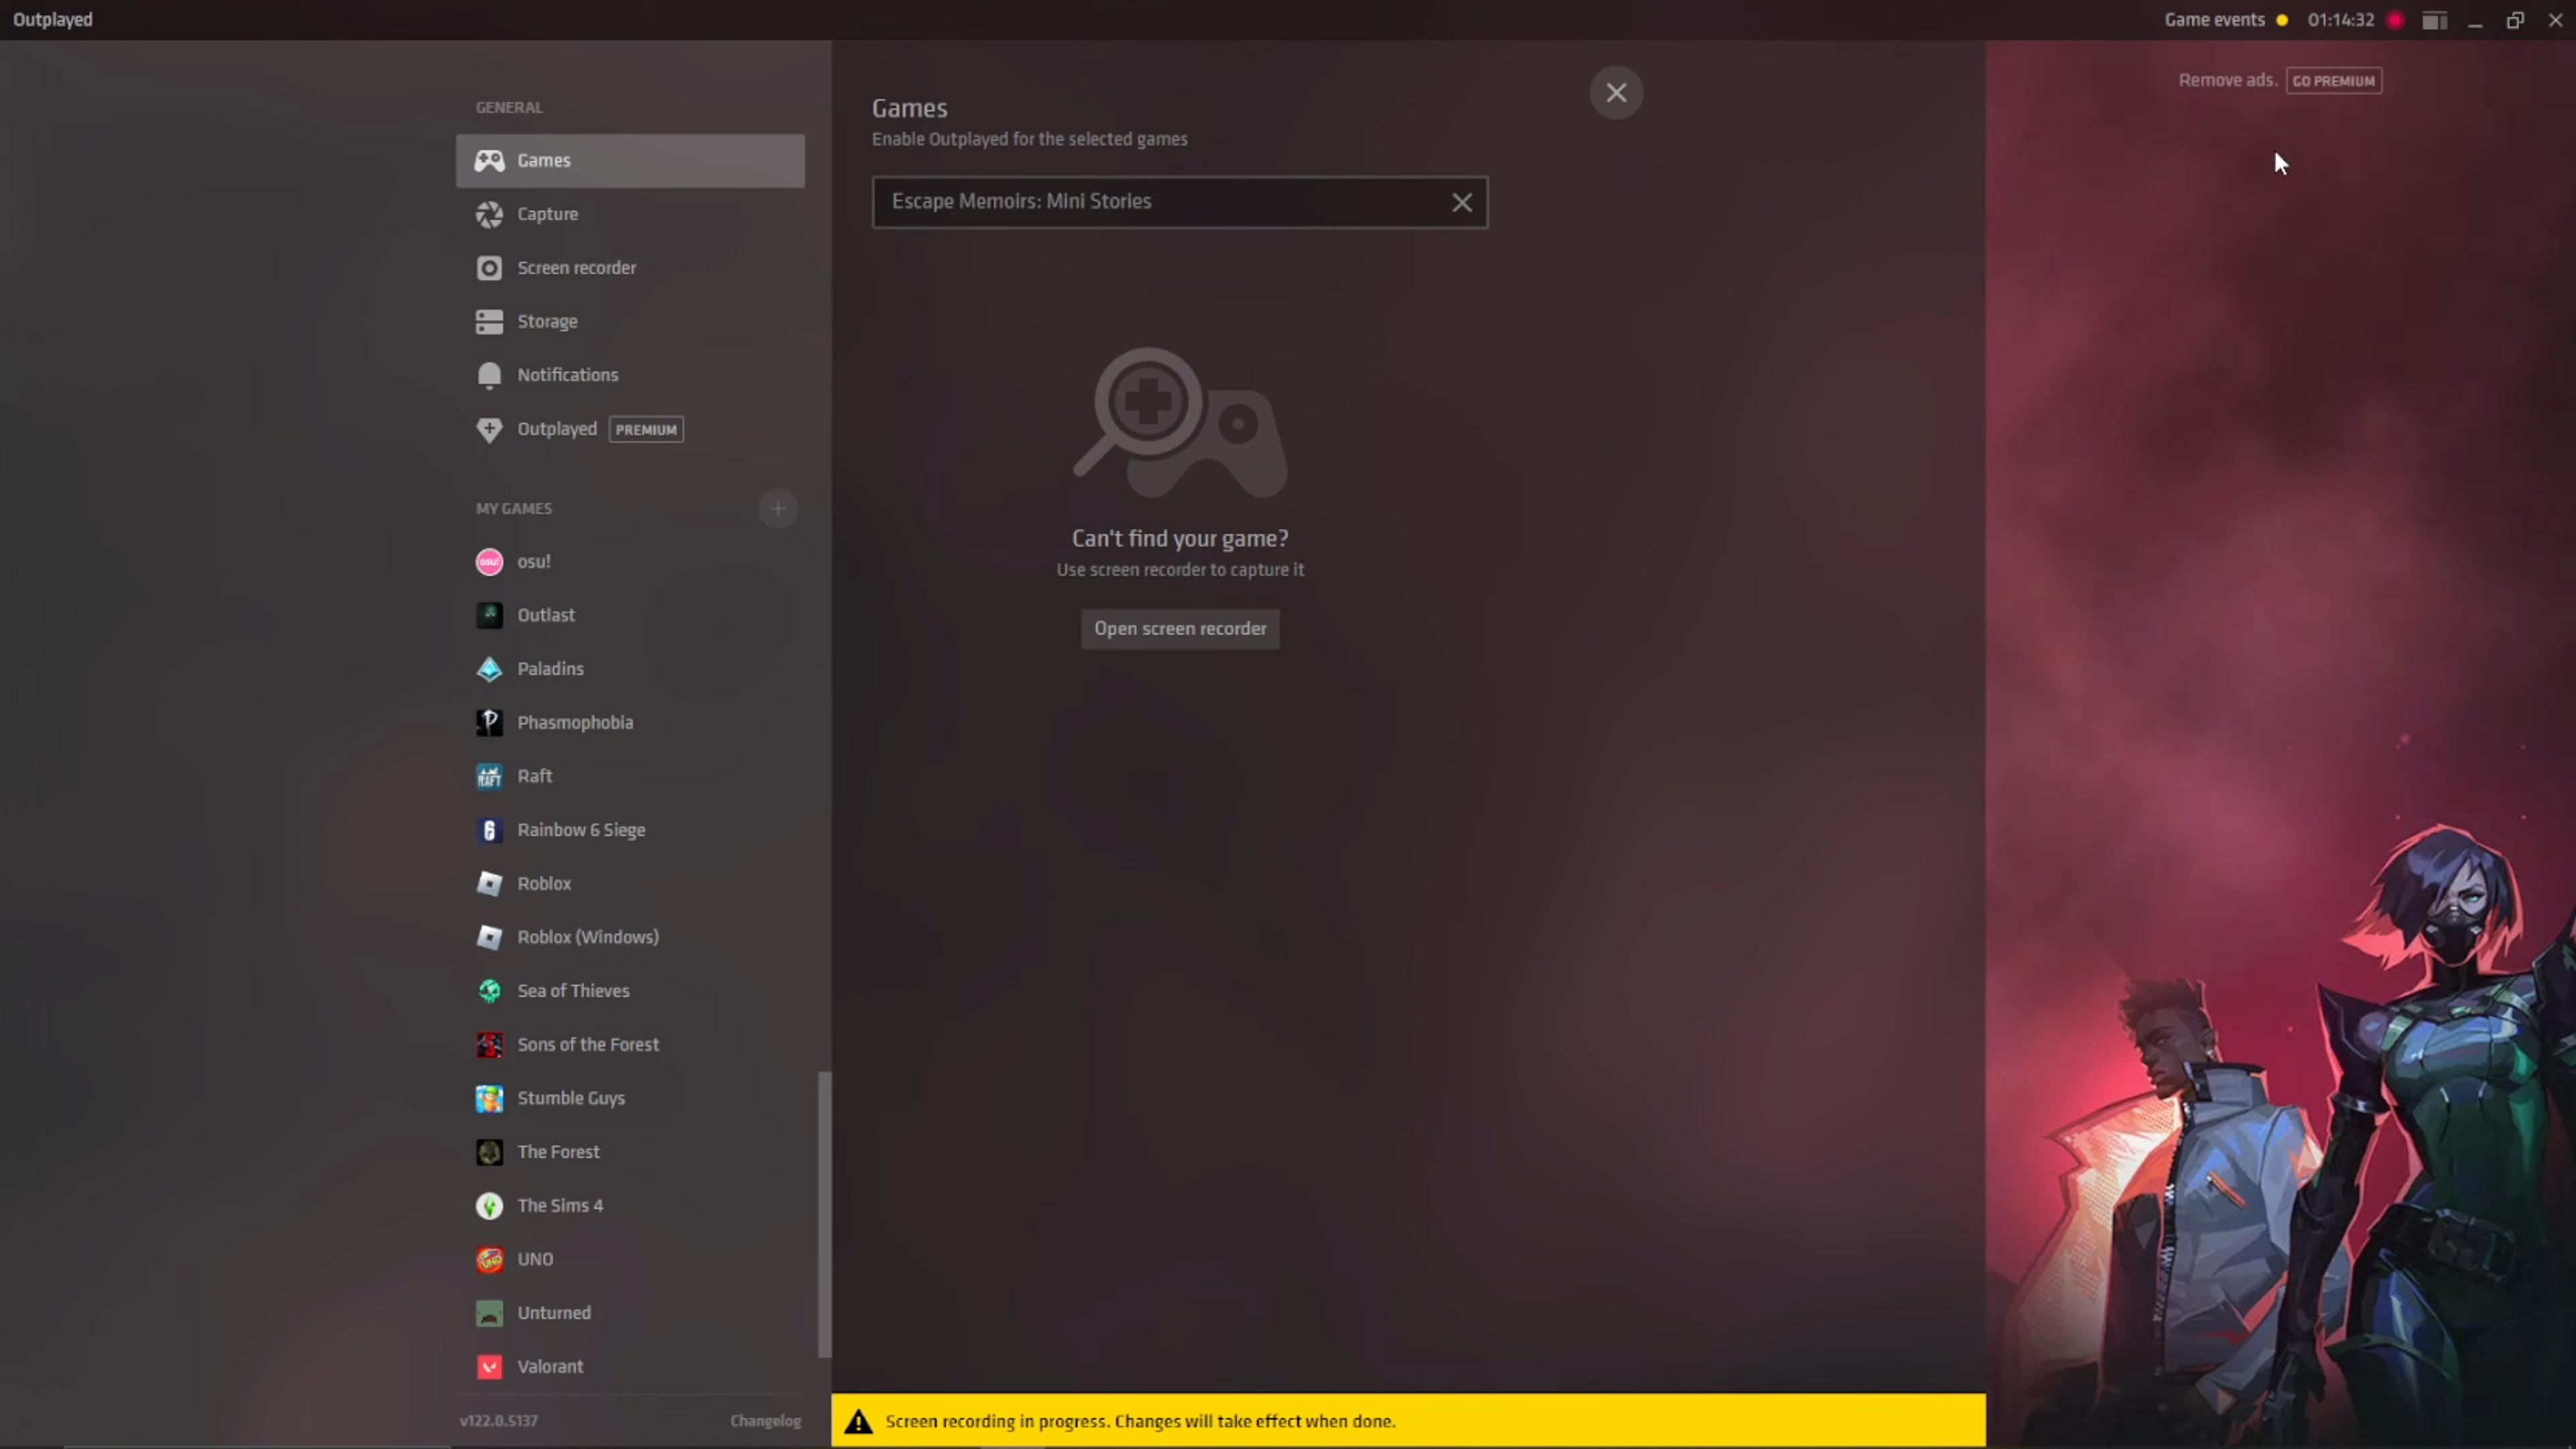 Outplayed
Game events 01:14:32
Remove ads. GO PREMIUM
GENERAL
Games
Capture
Screen recorder
Storage
Notifications
Outplayed PREMIUM
MY GAMES
osu!
Outlast
Paladins
Phasmophobia
Raft
Rainbow 6 Siege
Roblox
Roblox (Windows)
Sea of Thieves
Sons of the Forest
Stumble Guys
The Forest
The Sims 4
UNO
Unturned
Valorant
v122.0.5137 Changelog
Games
Enable Outplayed for the selected games
Escape Memoirs: Mini Stories
Can't find your game?
Use screen recorder to capture it
Open screen recorder
Screen recording in progress. Changes will take effect when done.